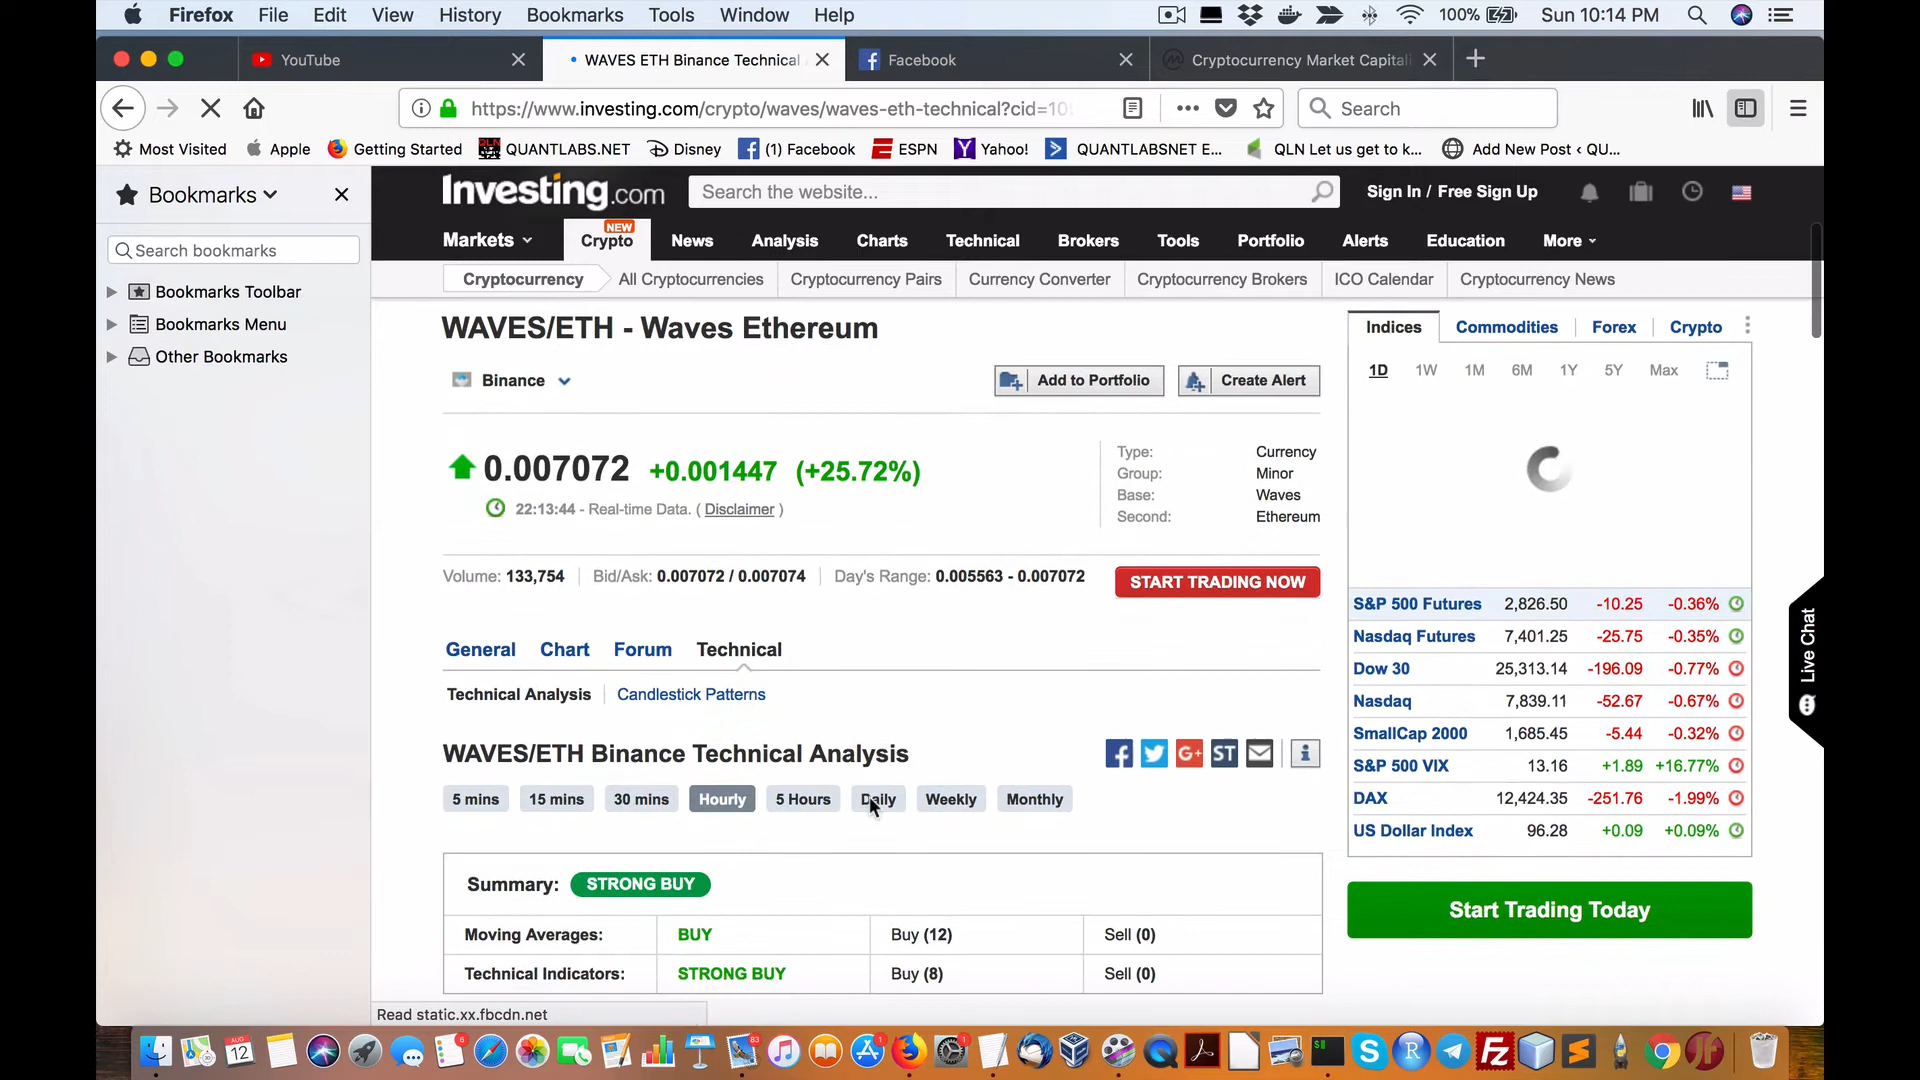 Firefox File Edit View History Bookmarks Tools Window Help 100% Sun 10:14 PM
YouTube WAVES ETH Binance Technical Facebook Cryptocurrency Market Capitali
https://www.investing.com/crypto/waves/waves-eth-technical?cid=10 Search
Most Visited Apple Getting Started QUANTLABS.NET Disney (1) Facebook ESPN Yahoo! QUANTLABSNET E... QLN Let us get to k... Add New Post ‹ QU...
Bookmarks
Search bookmarks
Bookmarks Toolbar
Bookmarks Menu
Other Bookmarks
Investing.com Search the website... Sign In / Free Sign Up
NEW
Markets Crypto News Analysis Charts Technical Brokers Tools Portfolio Alerts Education More
Cryptocurrency All Cryptocurrencies Cryptocurrency Pairs Currency Converter Cryptocurrency Brokers ICO Calendar Cryptocurrency News
WAVES/ETH - Waves Ethereum
Binance Add to Portfolio Create Alert
0.007072 +0.001447 (+25.72%)
22:13:44 - Real-time Data. ( Disclaimer )
Type: Currency
Group: Minor
Base: Waves
Second: Ethereum
Volume: 133,754 Bid/Ask: 0.007072 / 0.007074 Day's Range: 0.005563 - 0.007072 START TRADING NOW
General Chart Forum Technical
Technical Analysis Candlestick Patterns
WAVES/ETH Binance Technical Analysis G+ ST i
5 mins 15 mins 30 mins Hourly 5 Hours Daily Weekly Monthly
Summary: STRONG BUY
Moving Averages: BUY Buy (12) Sell (0)
Technical Indicators: STRONG BUY Buy (8) Sell (0)
Indices Commodities Forex Crypto
1D 1W 1M 6M 1Y 5Y Max
S&P 500 Futures 2,826.50 -10.25 -0.36%
Nasdaq Futures 7,401.25 -25.75 -0.35%
Dow 30 25,313.14 -196.09 -0.77%
Nasdaq 7,839.11 -52.67 -0.67%
SmallCap 2000 1,685.45 -5.44 -0.32%
S&P 500 VIX 13.16 +1.89 +16.77%
DAX 12,424.35 -251.76 -1.99%
US Dollar Index 96.28 +0.09 +0.09%
Start Trading Today
Live Chat
Read static.xx.fbcdn.net
AUG
12